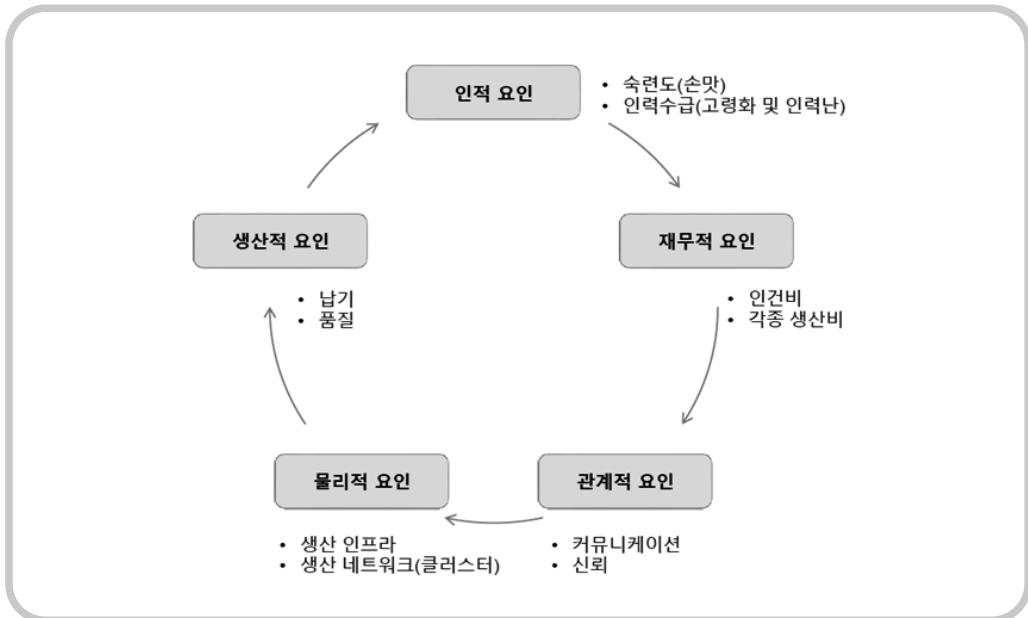 인적 요인
• 숙련도(손맛)
• 인력수급(고령화 및 인력난)
재무적 요인
• 인건비
• 각종 생산비
관계적 요인
• 커뮤니케이션
• 신뢰
물리적 요인
• 생산 인프라
• 생산 네트워크(클러스터)
생산적 요인
• 납기
• 품질